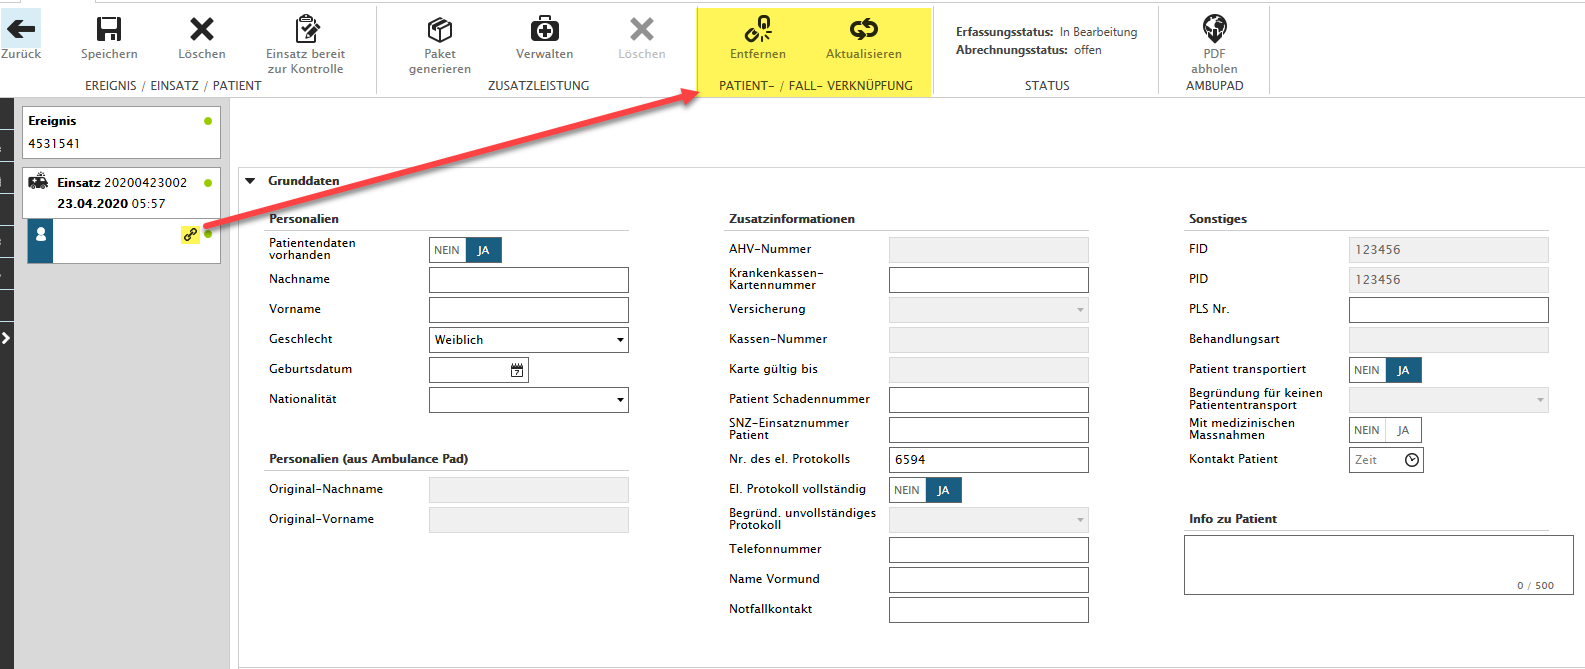 Zurück
Speichern
Löschen
Einsatz bereit
zur Kontrolle
EREIGNIS / EINSATZ / PATIENT
Paket
generieren
Verwalten
Löschen
ZUSATZLEISTUNG
Entfernen
Aktualisieren
PATIENT- / FALL- VERKNÜPFUNG
Erfassungsstatus: In Bearbeitung
Abrechnungsstatus: offen
STATUS
PDF
abholen
AMBUPAD
Ereignis
4531541
Einsatz 20200423002
23.04.2020 05:57
Grunddaten
Personalien
Patientendaten
vorhanden
NEIN JA
Nachname
Vorname
Geschlecht
Weiblich
Geburtsdatum
7
Nationalität
Personalien (aus Ambulance Pad)
Original-Nachname
Original-Vorname
Zusatzinformationen
AHV-Nummer
Krankenkassen-
Kartennummer
Versicherung
Kassen-Nummer
Karte gültig bis
Patient Schadennummer
SNZ-Einsatznummer
Patient
Nr. des el. Protokolls
6594
El. Protokoll vollständig
NEIN JA
Begründ. unvollständiges
Protokoll
Telefonnummer
Name Vormund
Notfallkontakt
Sonstiges
FID
123456
PID
123456
PLS Nr.
Behandlungsart
Patient transportiert
NEIN JA
Begründung für keinen
Patiententransport
Mit medizinischen
Massnahmen
NEIN JA
Kontakt Patient
Zeit
Info zu Patient
0 / 500